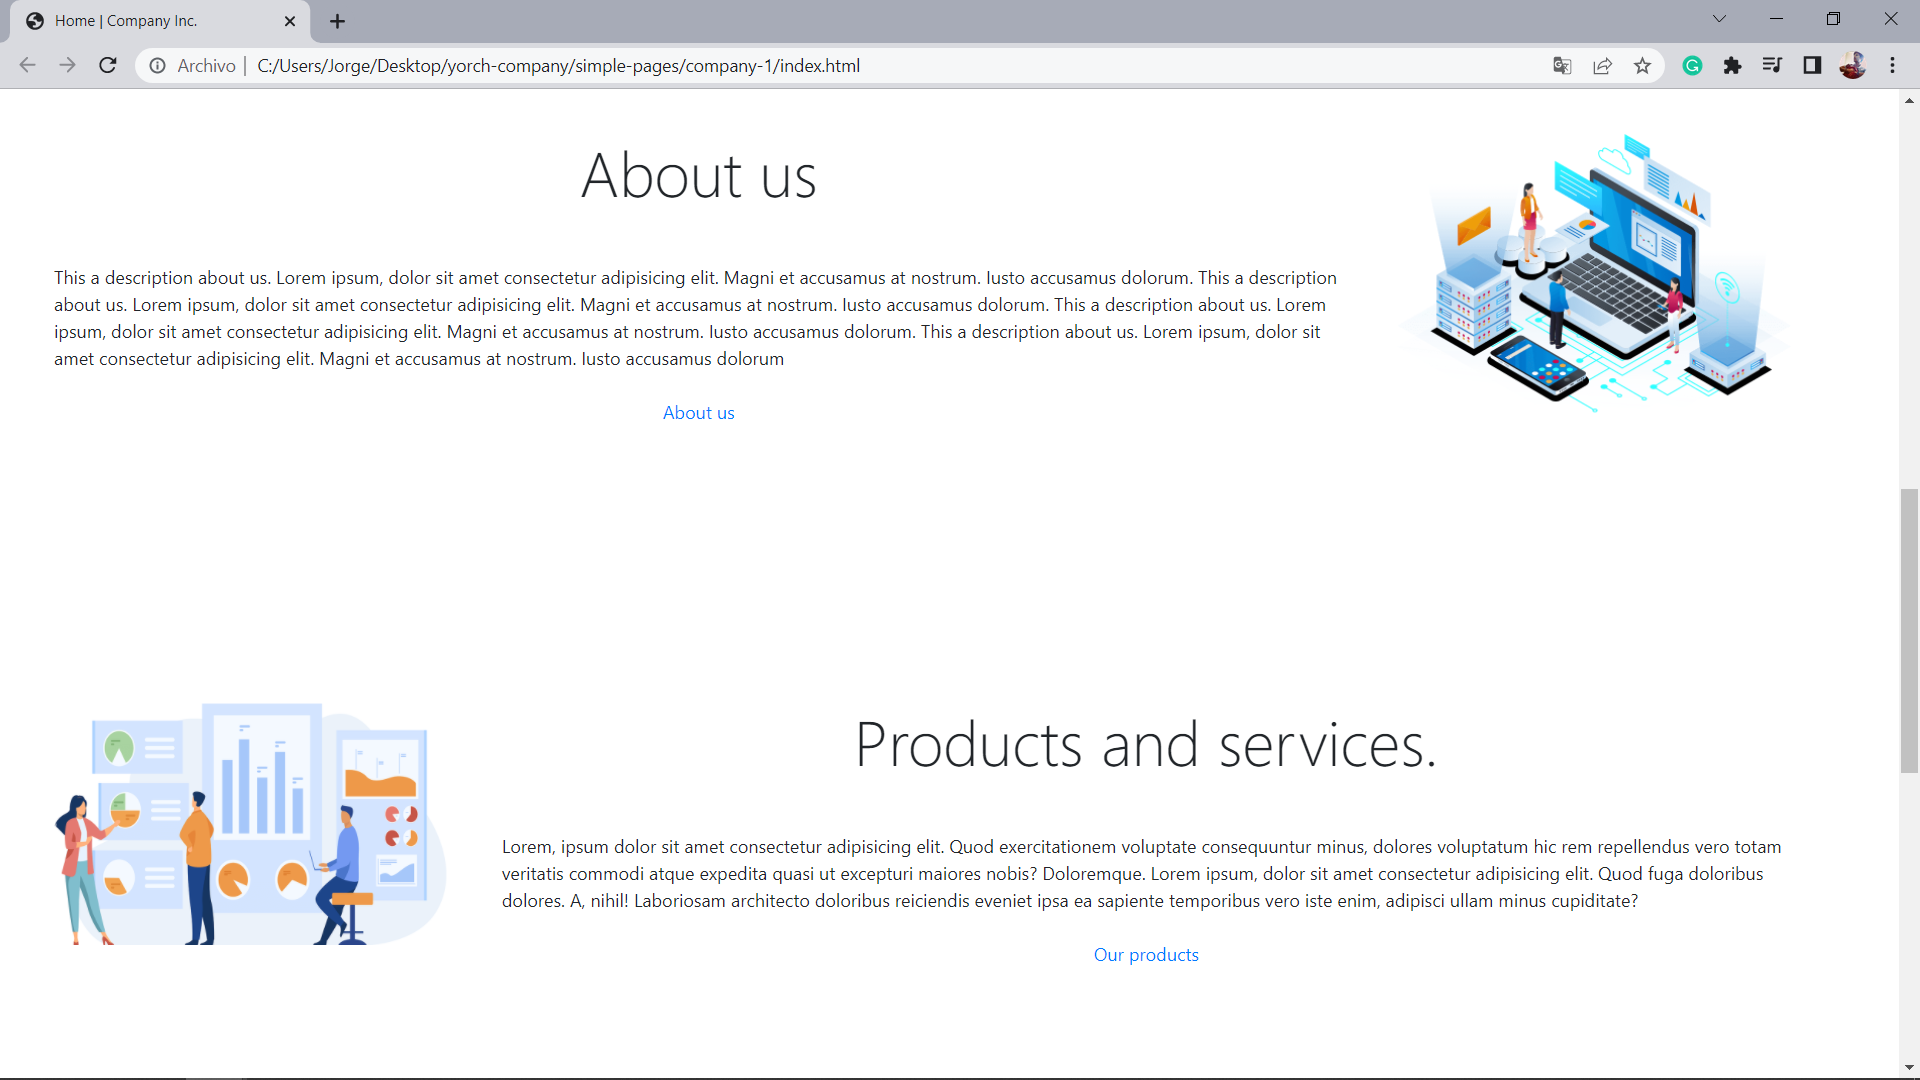 Home | Company Inc.
Archivo | C:/Users/Jorge/Desktop/yorch-company/simple-pages/company-1/index.html
About us
This a description about us. Lorem ipsum, dolor sit amet consectetur adipisicing elit. Magni et accusamus at nostrum. Iusto accusamus dolorum. This a description
about us. Lorem ipsum, dolor sit amet consectetur adipisicing elit. Magni et accusamus at nostrum. Iusto accusamus dolorum. This a description about us. Lorem
ipsum, dolor sit amet consectetur adipisicing elit. Magni et accusamus at nostrum. Iusto accusamus dolorum. This a description about us. Lorem ipsum, dolor sit
amet consectetur adipisicing elit. Magni et accusamus at nostrum. Iusto accusamus dolorum
About us
Products and services.
Lorem, ipsum dolor sit amet consectetur adipisicing elit. Quod exercitationem voluptate consequuntur minus, dolores voluptatum hic rem repellendus vero totam
veritatis commodi atque expedita quasi ut excepturi maiores nobis? Doloremque. Lorem ipsum, dolor sit amet consectetur adipisicing elit. Quod fuga doloribus
dolores. A, nihil! Laboriosam architecto doloribus reiciendis eveniet ipsa ea sapiente temporibus vero iste enim, adipisci ullam minus cupiditate?
Our products